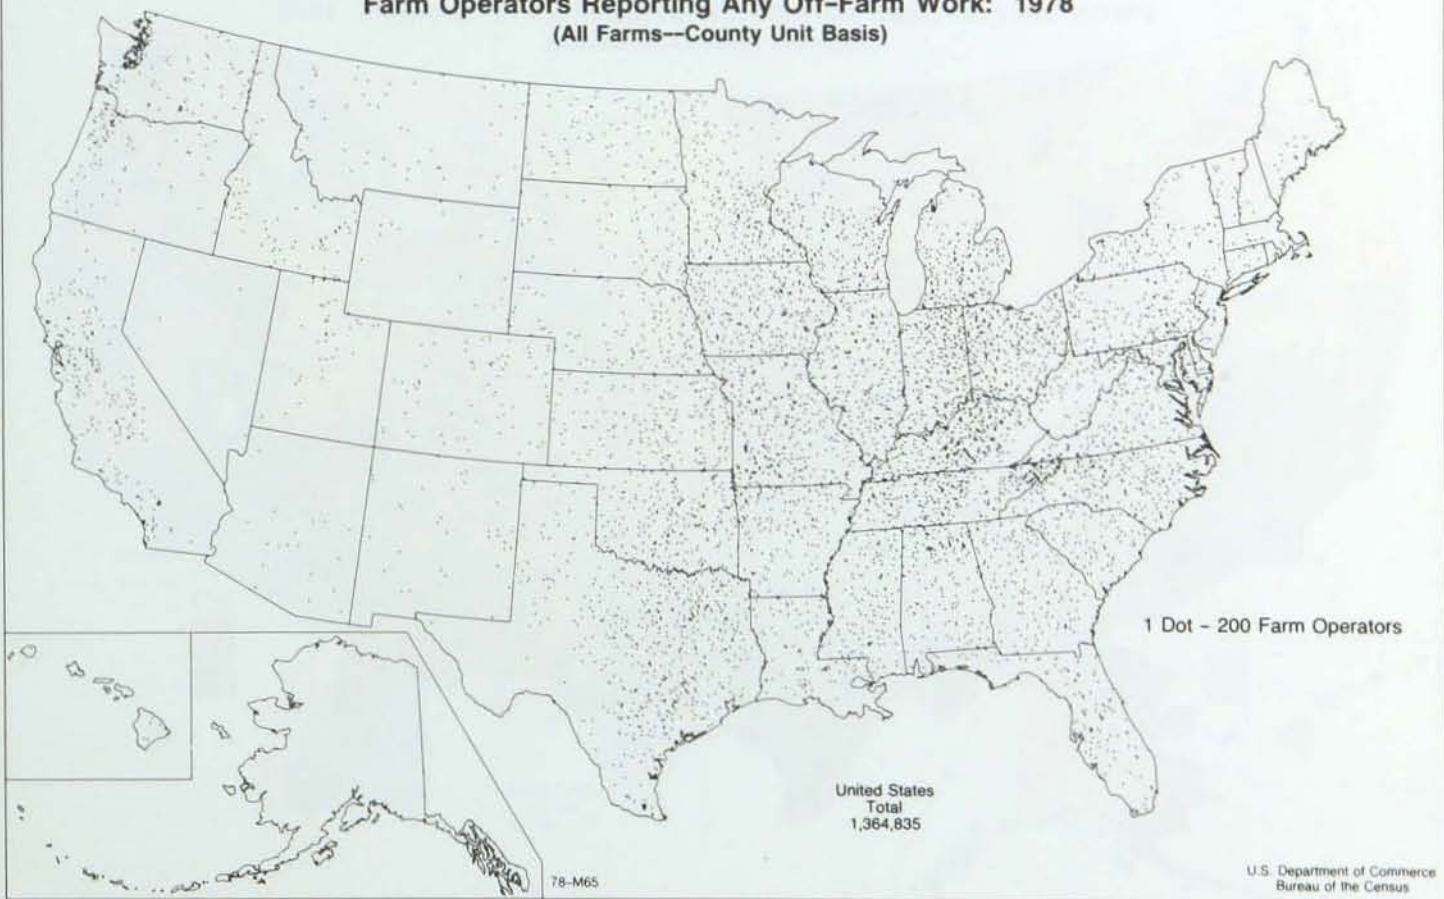 Farm Operators Reporting Any Off-Farm Work: 1978
(All Farms--County Unit Basis)
1 Dot - 200 Farm Operators
United States
Total
1,364,835
78-M65
U.S. Department of Commerce
Bureau of the Census